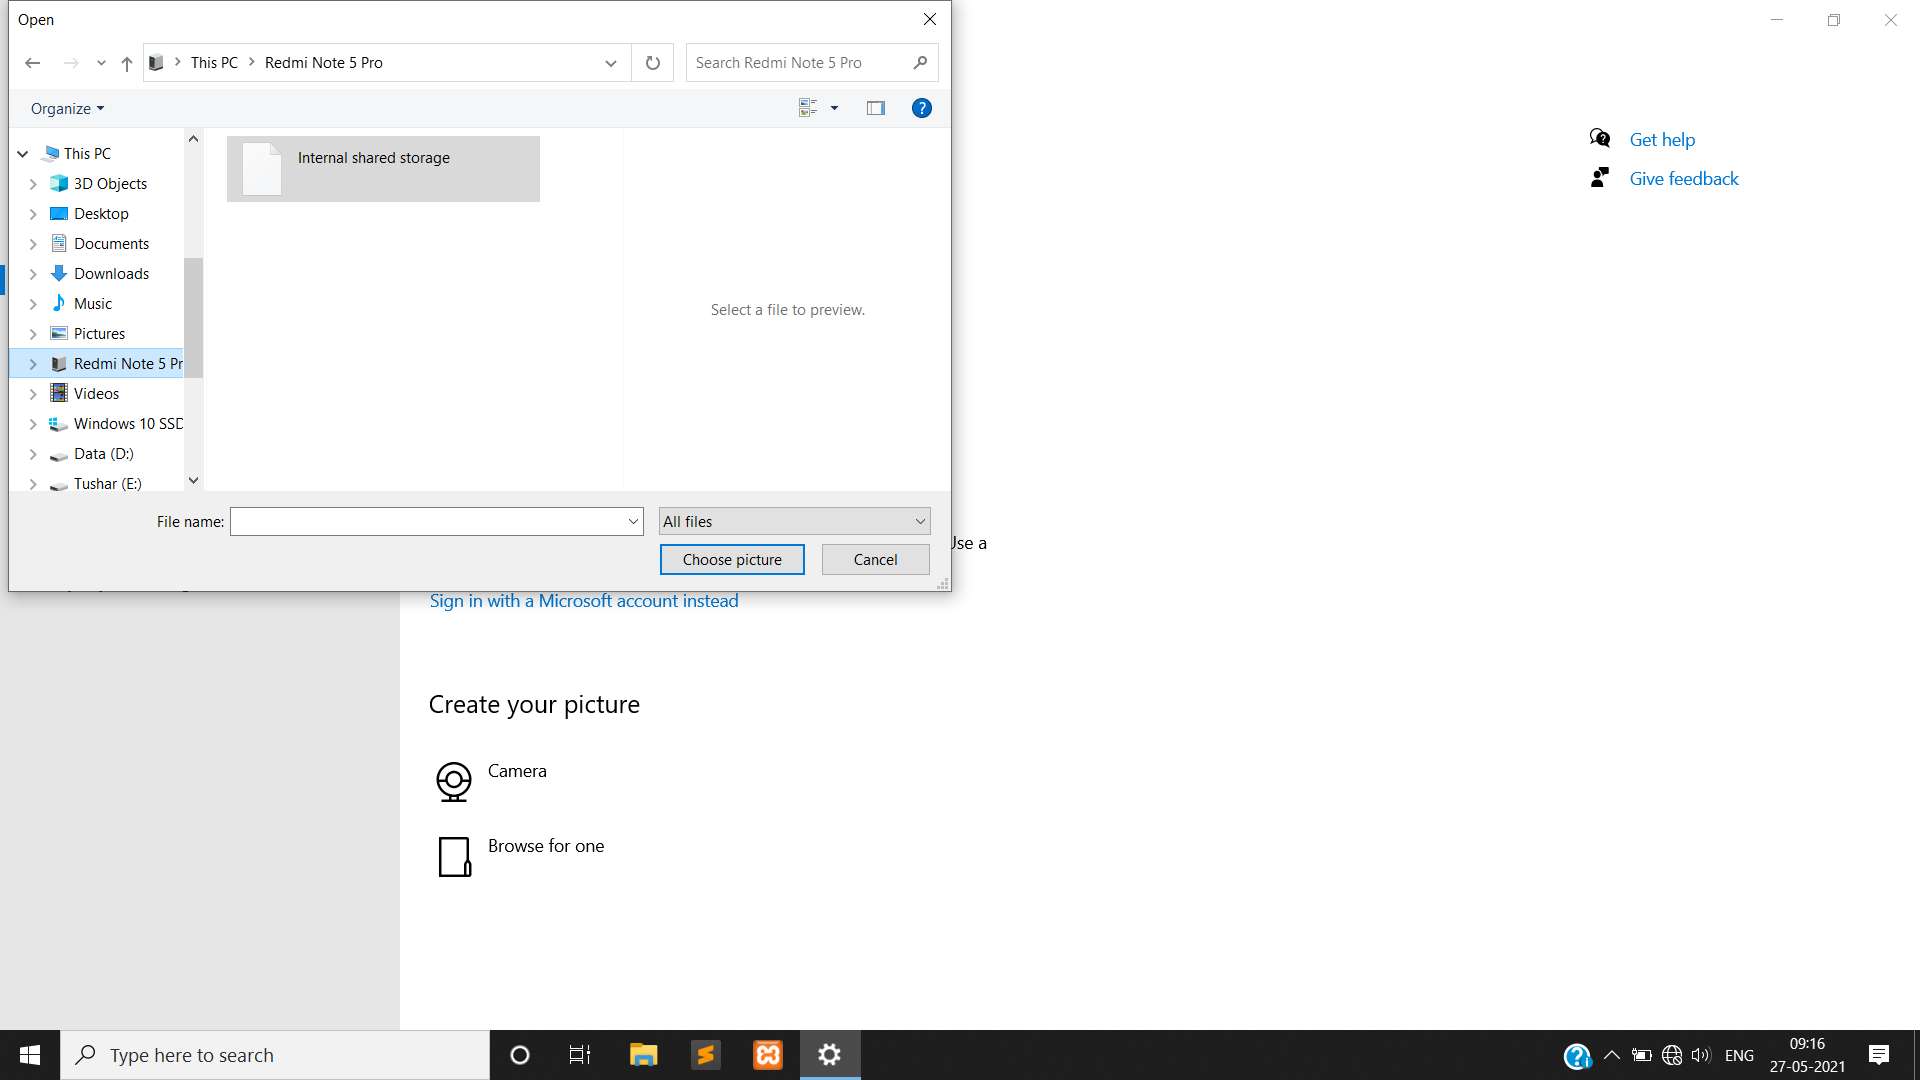 Open
This PC > Redmi Note 5 Pro
Search Redmi Note 5 Pro
Organize
This PC
3D Objects
Desktop
Documents
Downloads
Music
Pictures
Redmi Note 5 Pr
Videos
Windows 10 SSD
Data (D:)
Tushar (E:)
Internal shared storage
Select a file to preview.
File name:
All files
Choose picture
Cancel
Get help
Give feedback
Use a
Sign in with a Microsoft account instead
Create your picture
Camera
Browse for one
Type here to search
ENG
09:16
27-05-2021